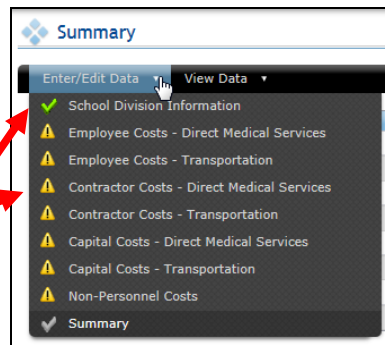 Summary
Enter/Edit Data View Data
School Division Information
Employee Costs - Direct Medical Services
Employee Costs - Transportation
Contractor Costs - Direct Medical Services
Contractor Costs - Transportation
Capital Costs - Direct Medical Services
Capital Costs - Transportation
Non-Personnel Costs
Summary